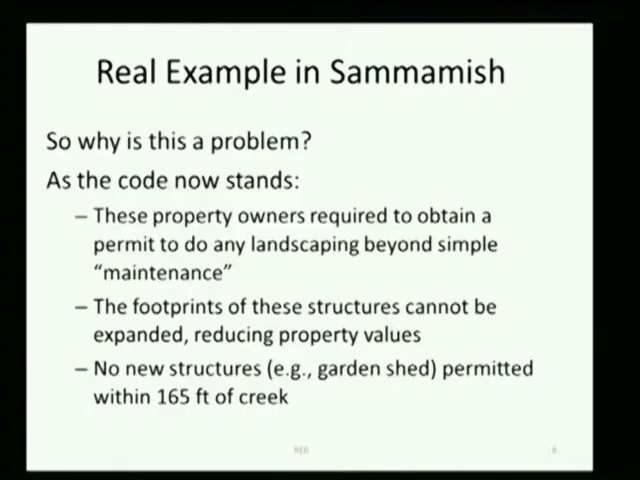 Real Example in Sammamish
So why is this a problem?
As the code now stands:
– These property owners required to obtain a
permit to do any landscaping beyond simple
“maintenance”
– The footprints of these structures cannot be
expanded, reducing property values
– No new structures (e.g., garden shed) permitted
within 165 ft of creek
REB